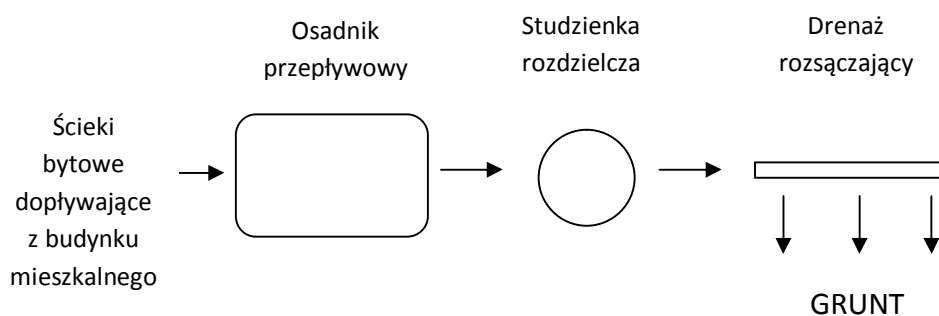 Ścieki
bytowe
dopływające
z budynku
mieszkalnego
Osadnik
przepływowy
Studzienka
rozdzielcza
Drenaż
rozsączający
GRUNT